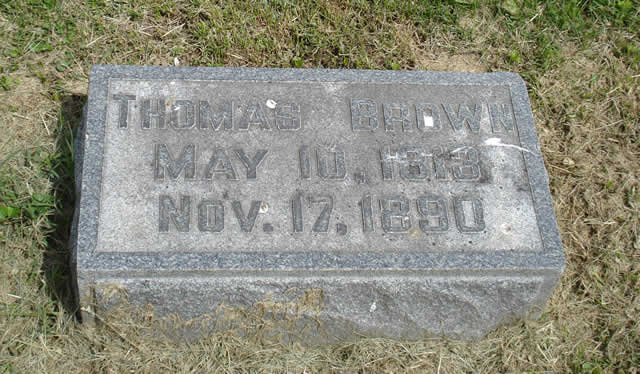 THOMAS BROWN
MAY 10, 1813
NOV. 17, 1890